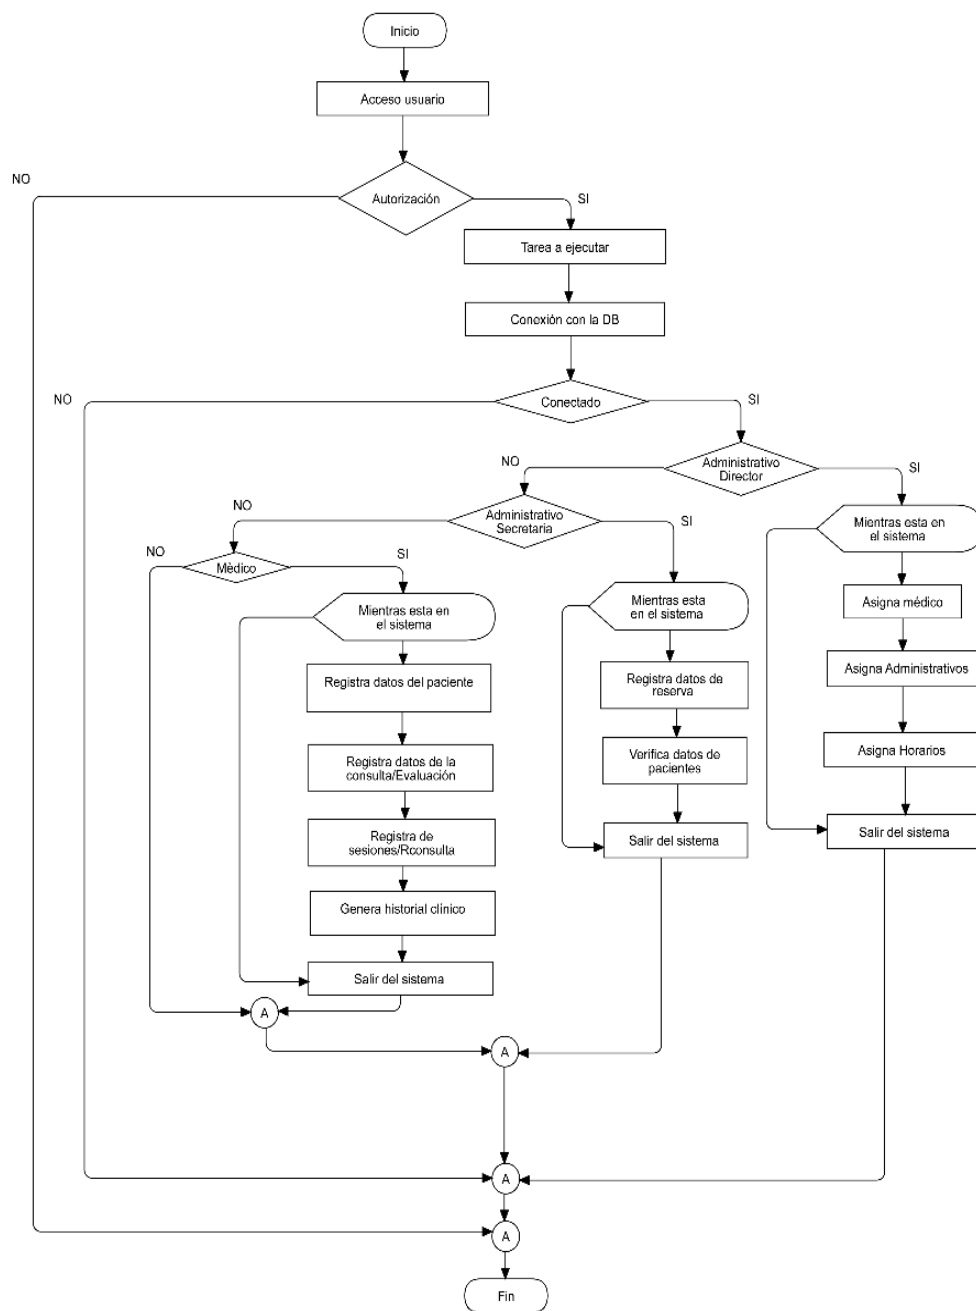 Inicio
Acceso usuario
NO
Autorización
SI
Tarea a ejecutar
Conexión con la DB
NO
Conectado
SI
NO
Administrativo
Director
SI
NO
Administrativo
Secretaria
SI
Mientras esta en
el sistema
NO
Mèdico
SI
Mientras esta en
el sistema
Mientras esta
en el sistema
Asigna médico
Registra datos del paciente
Registra datos de
reserva
Asigna Administrativos
Registra datos de la
consulta/Evaluación
Verifica datos de
pacientes
Asigna Horarios
Registra de
sesiones/Rconsulta
Salir del sistema
Salir del sistema
Genera historial clínico
Salir del sistema
A
A
A
A
Fin